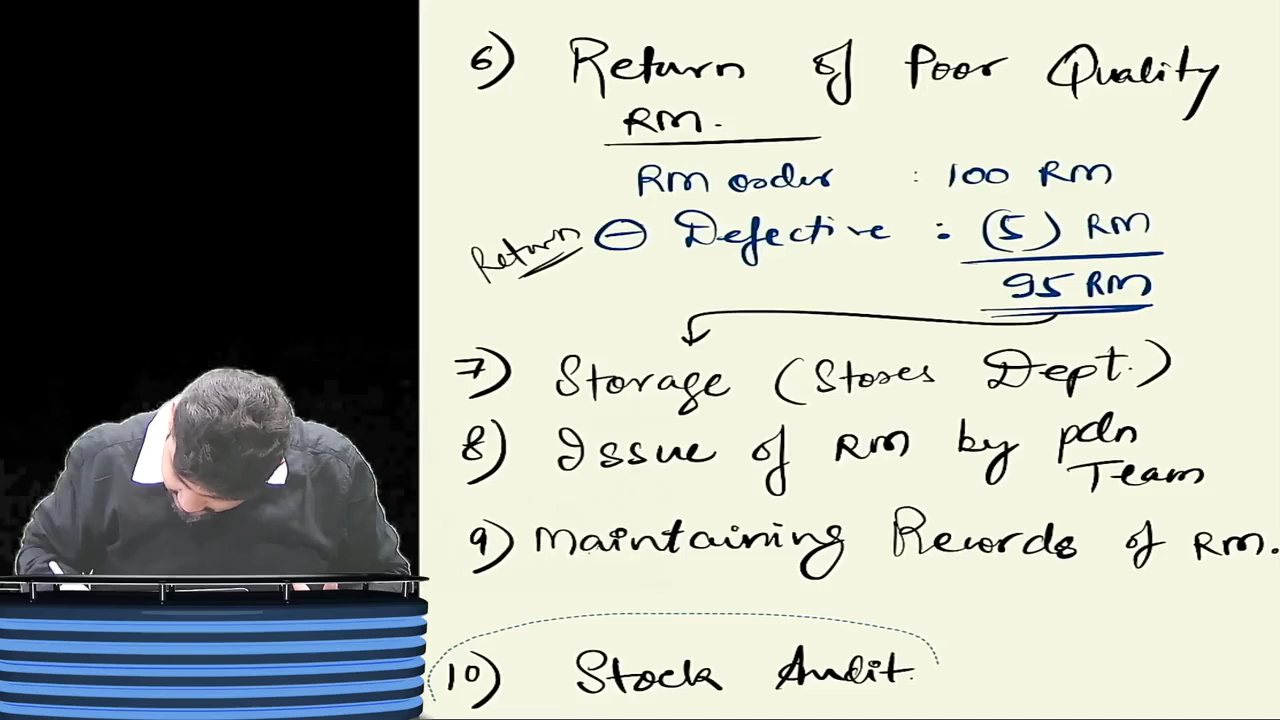 6) Return of Poor Quality
RM.
RM order : 100 RM
Return ⊖ Defective : (5) RM
95 RM
7) Storage (Stores Dept.)
8) Issue of RM by pdn
Team
9) Maintaining Records of RM.
10) Stock Audit.